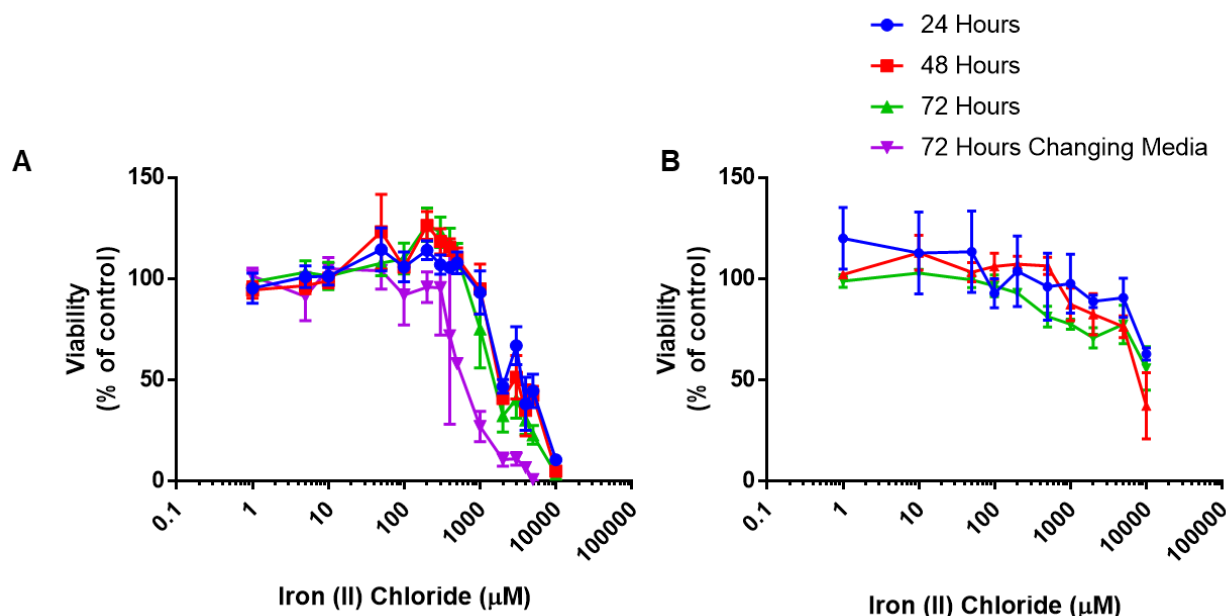 24 Hours
48 Hours
72 Hours
72 Hours Changing Media
A
B
Viability
(% of control)
150
100
50
0
0.1
1
10
100
1000
10000
100000
Iron (II) Chloride (μM)
Viability
(% of control)
150
100
50
0
0.1
1
10
100
1000
10000
100000
Iron (II) Chloride (μM)